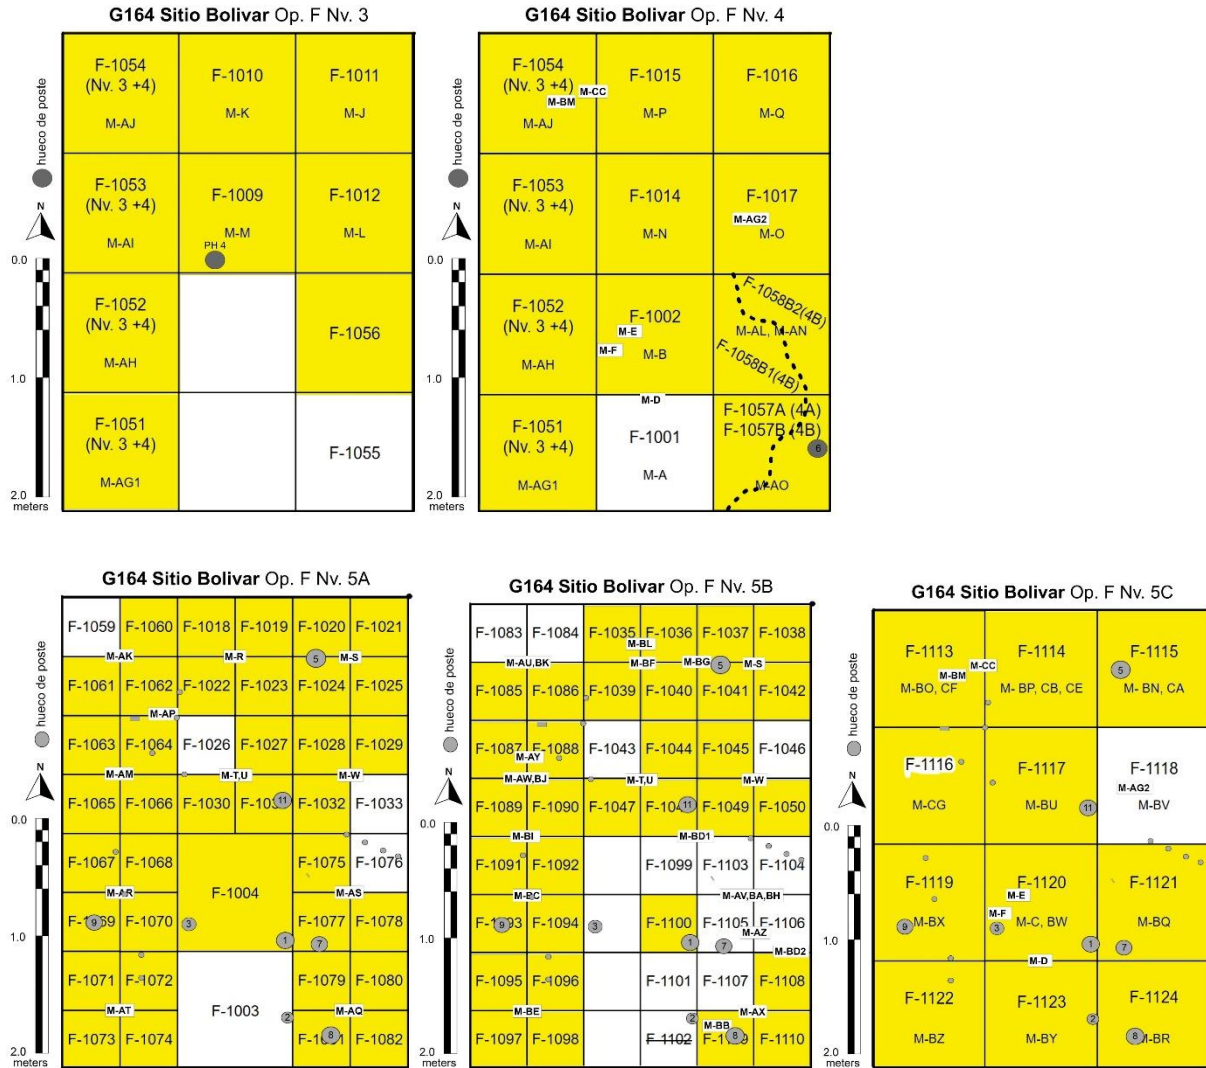 G164 Sitio Bolivar Op. F Nv. 3
hueco de poste
N
0.0
1.0
2.0
meters
F-1054
(Nv. 3 +4)
M-AJ
F-1010
M-K
F-1011
M-J
F-1053
(Nv. 3 +4)
M-AI
F-1009
M-M
PH 4
F-1012
M-L
F-1052
(Nv. 3 +4)
M-AH
F-1056
F-1051
(Nv. 3 +4)
M-AG1
F-1055
G164 Sitio Bolivar Op. F Nv. 4
hueco de poste
N
0.0
1.0
2.0
meters
F-1054
(Nv. 3 +4)
M-CC
M-BM
M-AJ
F-1015
M-P
F-1016
M-Q
F-1053
(Nv. 3 +4)
M-AI
F-1014
M-N
F-1017
M-AG2
M-O
F-1052
(Nv. 3 +4)
M-AH
F-1002
M-E
M-F
M-B
F-1058B2(4B)
M-AL, M-AN
F-1058B1(4B)
F-1051
(Nv. 3 +4)
M-AG1
M-D
F-1001
M-A
F-1057A (4A)
F-1057B (4B)
6
M-AO
G164 Sitio Bolivar Op. F Nv. 5A
hueco de poste
N
0.0
1.0
2.0
meters
F-1059 F-1060 F-1018 F-1019 F-1020 F-1021
M-AK M-R 5 M-S
F-1061 F-1062 F-1022 F-1023 F-1024 F-1025
M-AP
F-1063 F-1064 F-1026 F-1027 F-1028 F-1029
M-AM M-T,U M-W
F-1065 F-1066 F-1030 11 F-1032 F-1033
F-1067 F-1068 F-1075 F-1076
M-AR F-1004 M-AS
9 F-1070 3 F-1077 F-1078
1 7
F-1071 F-1072 F-1079 F-1080
M-AT F-1003 2 M-AQ
F-1073 F-1074 8 F-1082
G164 Sitio Bolivar Op. F Nv. 5B
hueco de poste
N
0.0
1.0
2.0
meters
F-1083 F-1084 F-1035 F-1036 F-1037 F-1038
M-BL
M-AU,BK M-BF M-BG 5 M-S
F-1085 F-1086 F-1039 F-1040 F-1041 F-1042
F-1087 F-1088 F-1043 F-1044 F-1045 F-1046
M-AY
M-AW,BJ M-T,U M-W
F-1089 F-1090 F-1047 11 F-1049 F-1050
M-BI M-BD1
F-1091 F-1092 F-1099 F-1103 F-1104
M-BC M-AV,BA,BH
9 F-1094 3 F-1100 F-1105 F-1106
M-AZ
1 7 M-BD2
F-1095 F-1096 F-1101 F-1107 F-1108
M-BE 2 M-BB M-AX
F-1097 F-1098 F-1102 8 F-1110
G164 Sitio Bolivar Op. F Nv. 5C
hueco de poste
N
0.0
1.0
2.0
meters
F-1113 F-1114 F-1115
M-CC
M-BM 5
M-BO, CF M- BP, CB, CE M- BN, CA
F-1116 F-1117 F-1118
M-AG2
M-CG M-BU 11 M-BV
F-1119 F-1120 F-1121
M-E
M-F
9 M-BX 3 M-C, BW M-BQ
1 7
M-D
F-1122 F-1123 F-1124
2
M-BZ M-BY 8 M-BR